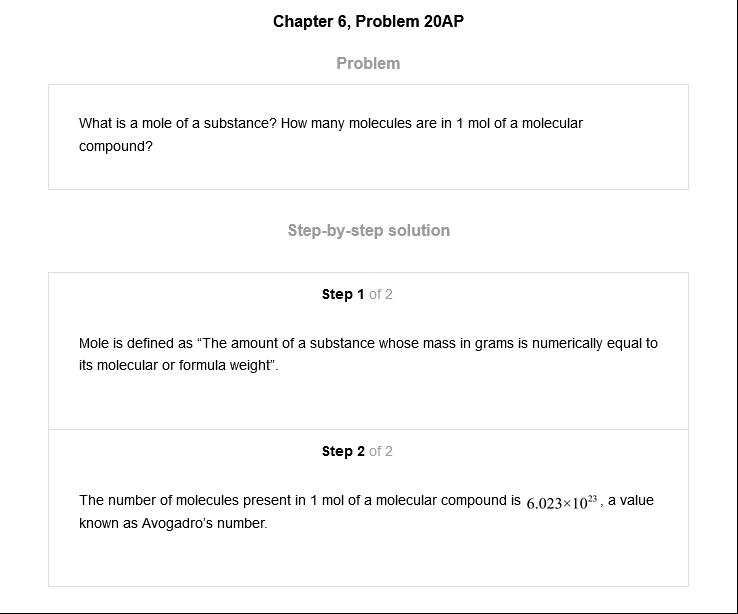 Chapter 6, Problem 20AP
Problem
What is a mole of a substance? How many molecules are in 1 mol of a molecular
compound?
Step-by-step solution
Step 1 of 2
Mole is defined as “The amount of a substance whose mass in grams is numerically equal to
its molecular or formula weight”.
Step 2 of 2
The number of molecules present in 1 mol of a molecular compound is 6.023×10²³ , a value
known as Avogadro’s number.